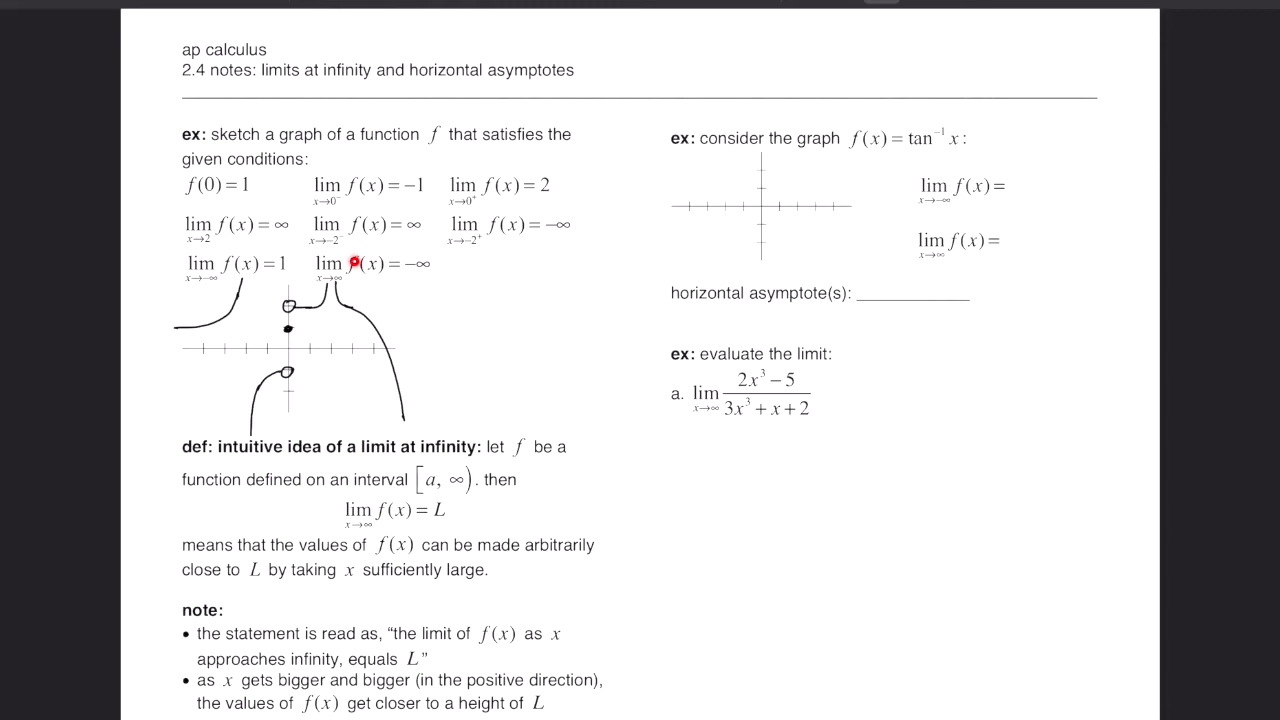 ap calculus
2.4 notes: limits at infinity and horizontal asymptotes
ex: sketch a graph of a function f that satisfies the
given conditions:
f(0) = 1 lim x→0⁻ f(x) = −1 lim x→0⁺ f(x) = 2
lim x→2 f(x) = ∞ lim x→−2⁻ f(x) = ∞ lim x→−2⁺ f(x) = −∞
lim x→−∞ f(x) = 1 lim x→∞ f(x) = −∞
def: intuitive idea of a limit at infinity: let f be a
function defined on an interval [a, ∞). then
lim x→∞ f(x) = L
means that the values of f(x) can be made arbitrarily
close to L by taking x sufficiently large.
note:
• the statement is read as, “the limit of f(x) as x
approaches infinity, equals L”
• as x gets bigger and bigger (in the positive direction),
the values of f(x) get closer to a height of L
ex: consider the graph f(x) = tan⁻¹ x :
lim x→−∞ f(x) =
lim x→∞ f(x) =
horizontal asymptote(s): ____________
ex: evaluate the limit:
a. lim x→∞ (2x³ − 5)/(3x³ + x + 2)